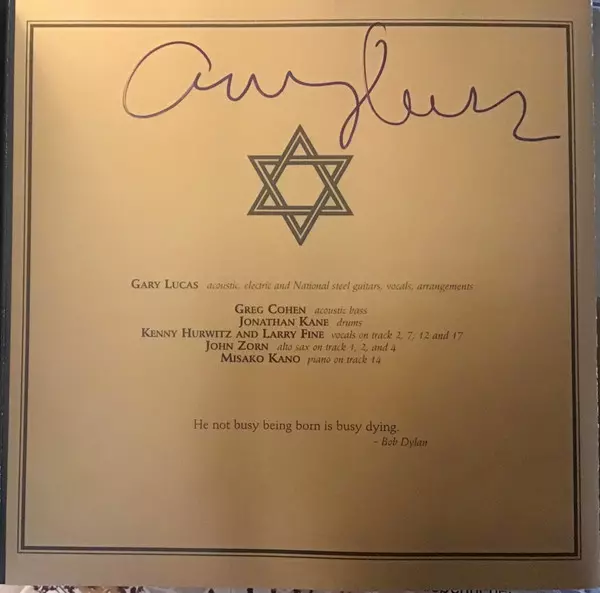 GARY LUCAS acoustic, electric and National steel guitars, vocals, arrangements
GREG COHEN acoustic bass
JONATHAN KANE drums
KENNY HURWITZ AND LARRY FINE vocals on track 2, 7, 12 and 17
JOHN ZORN alto sax on track 1, 2, and 4
MISAKO KANO piano on track 14
He not busy being born is busy dying.
- Bob Dylan